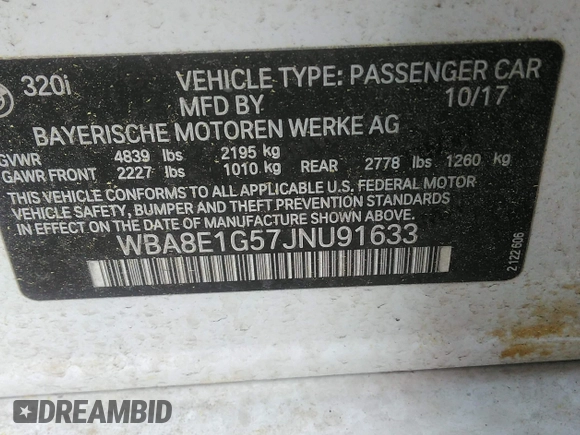 320i
VEHICLE TYPE: PASSENGER CAR
MFD BY 10/17
BAYERISCHE MOTOREN WERKE AG
GVWR 4839 lbs 2195 kg
GAWR FRONT 2227 lbs 1010 kg REAR 2778 lbs 1260 kg
THIS VEHICLE CONFORMS TO ALL APPLICABLE U.S. FEDERAL MOTOR
VEHICLE SAFETY, BUMPER AND THEFT PREVENTION STANDARDS
IN EFFECT ON THE DATE OF MANUFACTURE SHOWN ABOVE.
WBA8E1G57JNU91633
2 122 606
DREAMBID